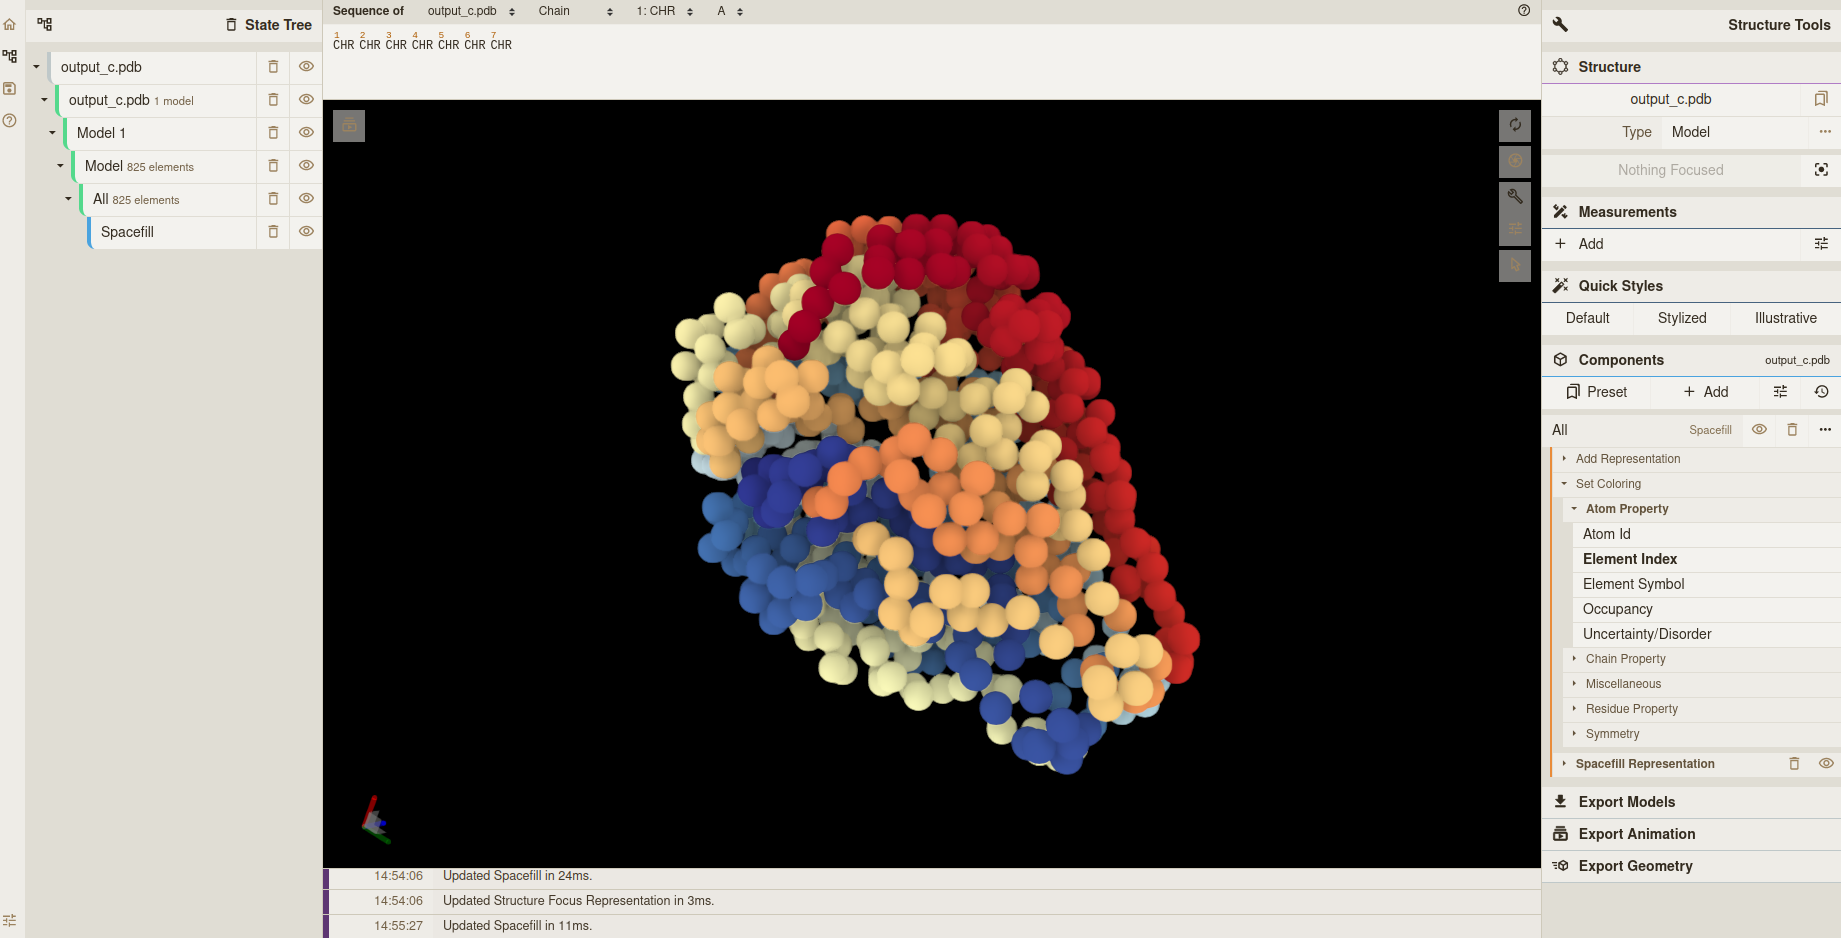 State Tree
output_c.pdb
output_c.pdb 1 model
Model 1
Model 825 elements
All 825 elements
Spacefill
Sequence of output_c.pdb Chain 1: CHR A
1 2 3 4 5 6 7
CHR CHR CHR CHR CHR CHR CHR
14:54:06 Updated Spacefill in 24ms.
14:54:06 Updated Structure Focus Representation in 3ms.
14:55:27 Updated Spacefill in 11ms.
Structure Tools
Structure
output_c.pdb
Type Model
Nothing Focused
Measurements
Add
Quick Styles
Default Stylized Illustrative
Components output_c.pdb
Preset Add
All Spacefill
Add Representation
Set Coloring
Atom Property
Atom Id
Element Index
Element Symbol
Occupancy
Uncertainty/Disorder
Chain Property
Miscellaneous
Residue Property
Symmetry
Spacefill Representation
Export Models
Export Animation
Export Geometry